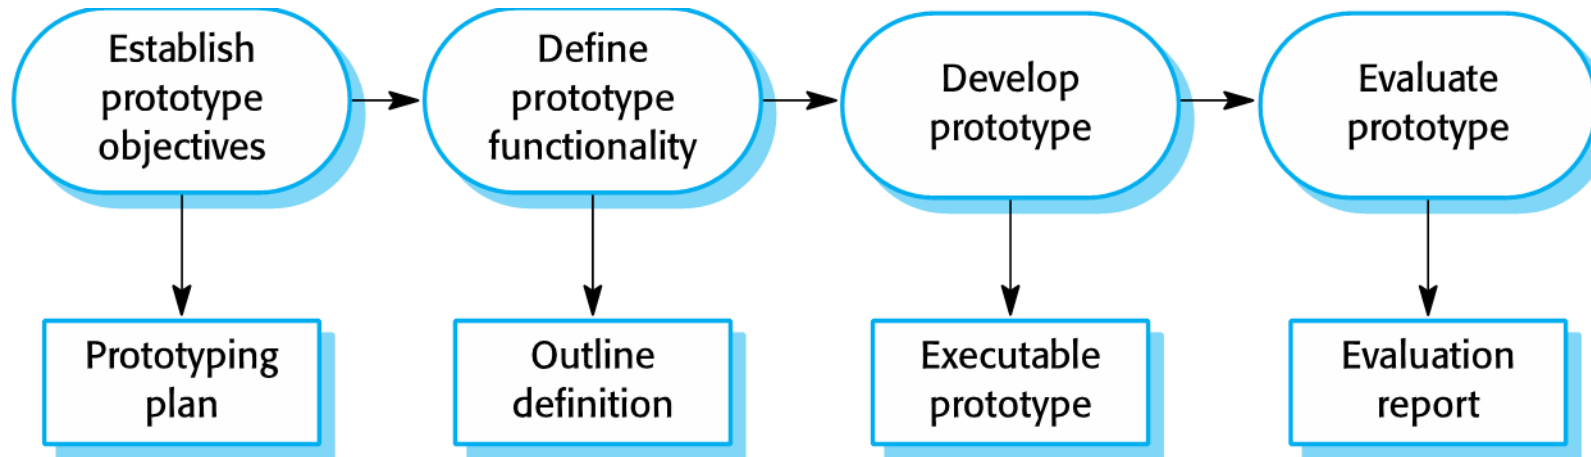 Establish
prototype
objectives
Define
prototype
functionality
Develop
prototype
Evaluate
prototype
Prototyping
plan
Outline
definition
Executable
prototype
Evaluation
report